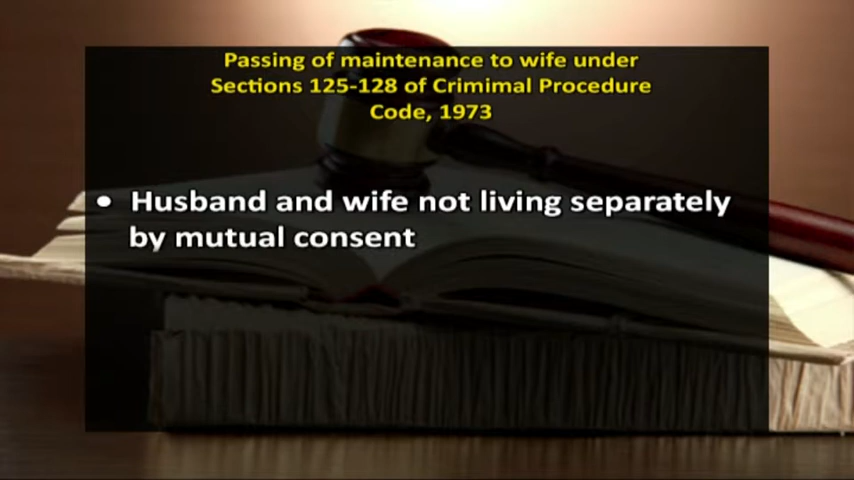 Passing of maintenance to wife under
Sections 125-128 of Crimimal Procedure
Code, 1973
• Husband and wife not living separately
by mutual consent